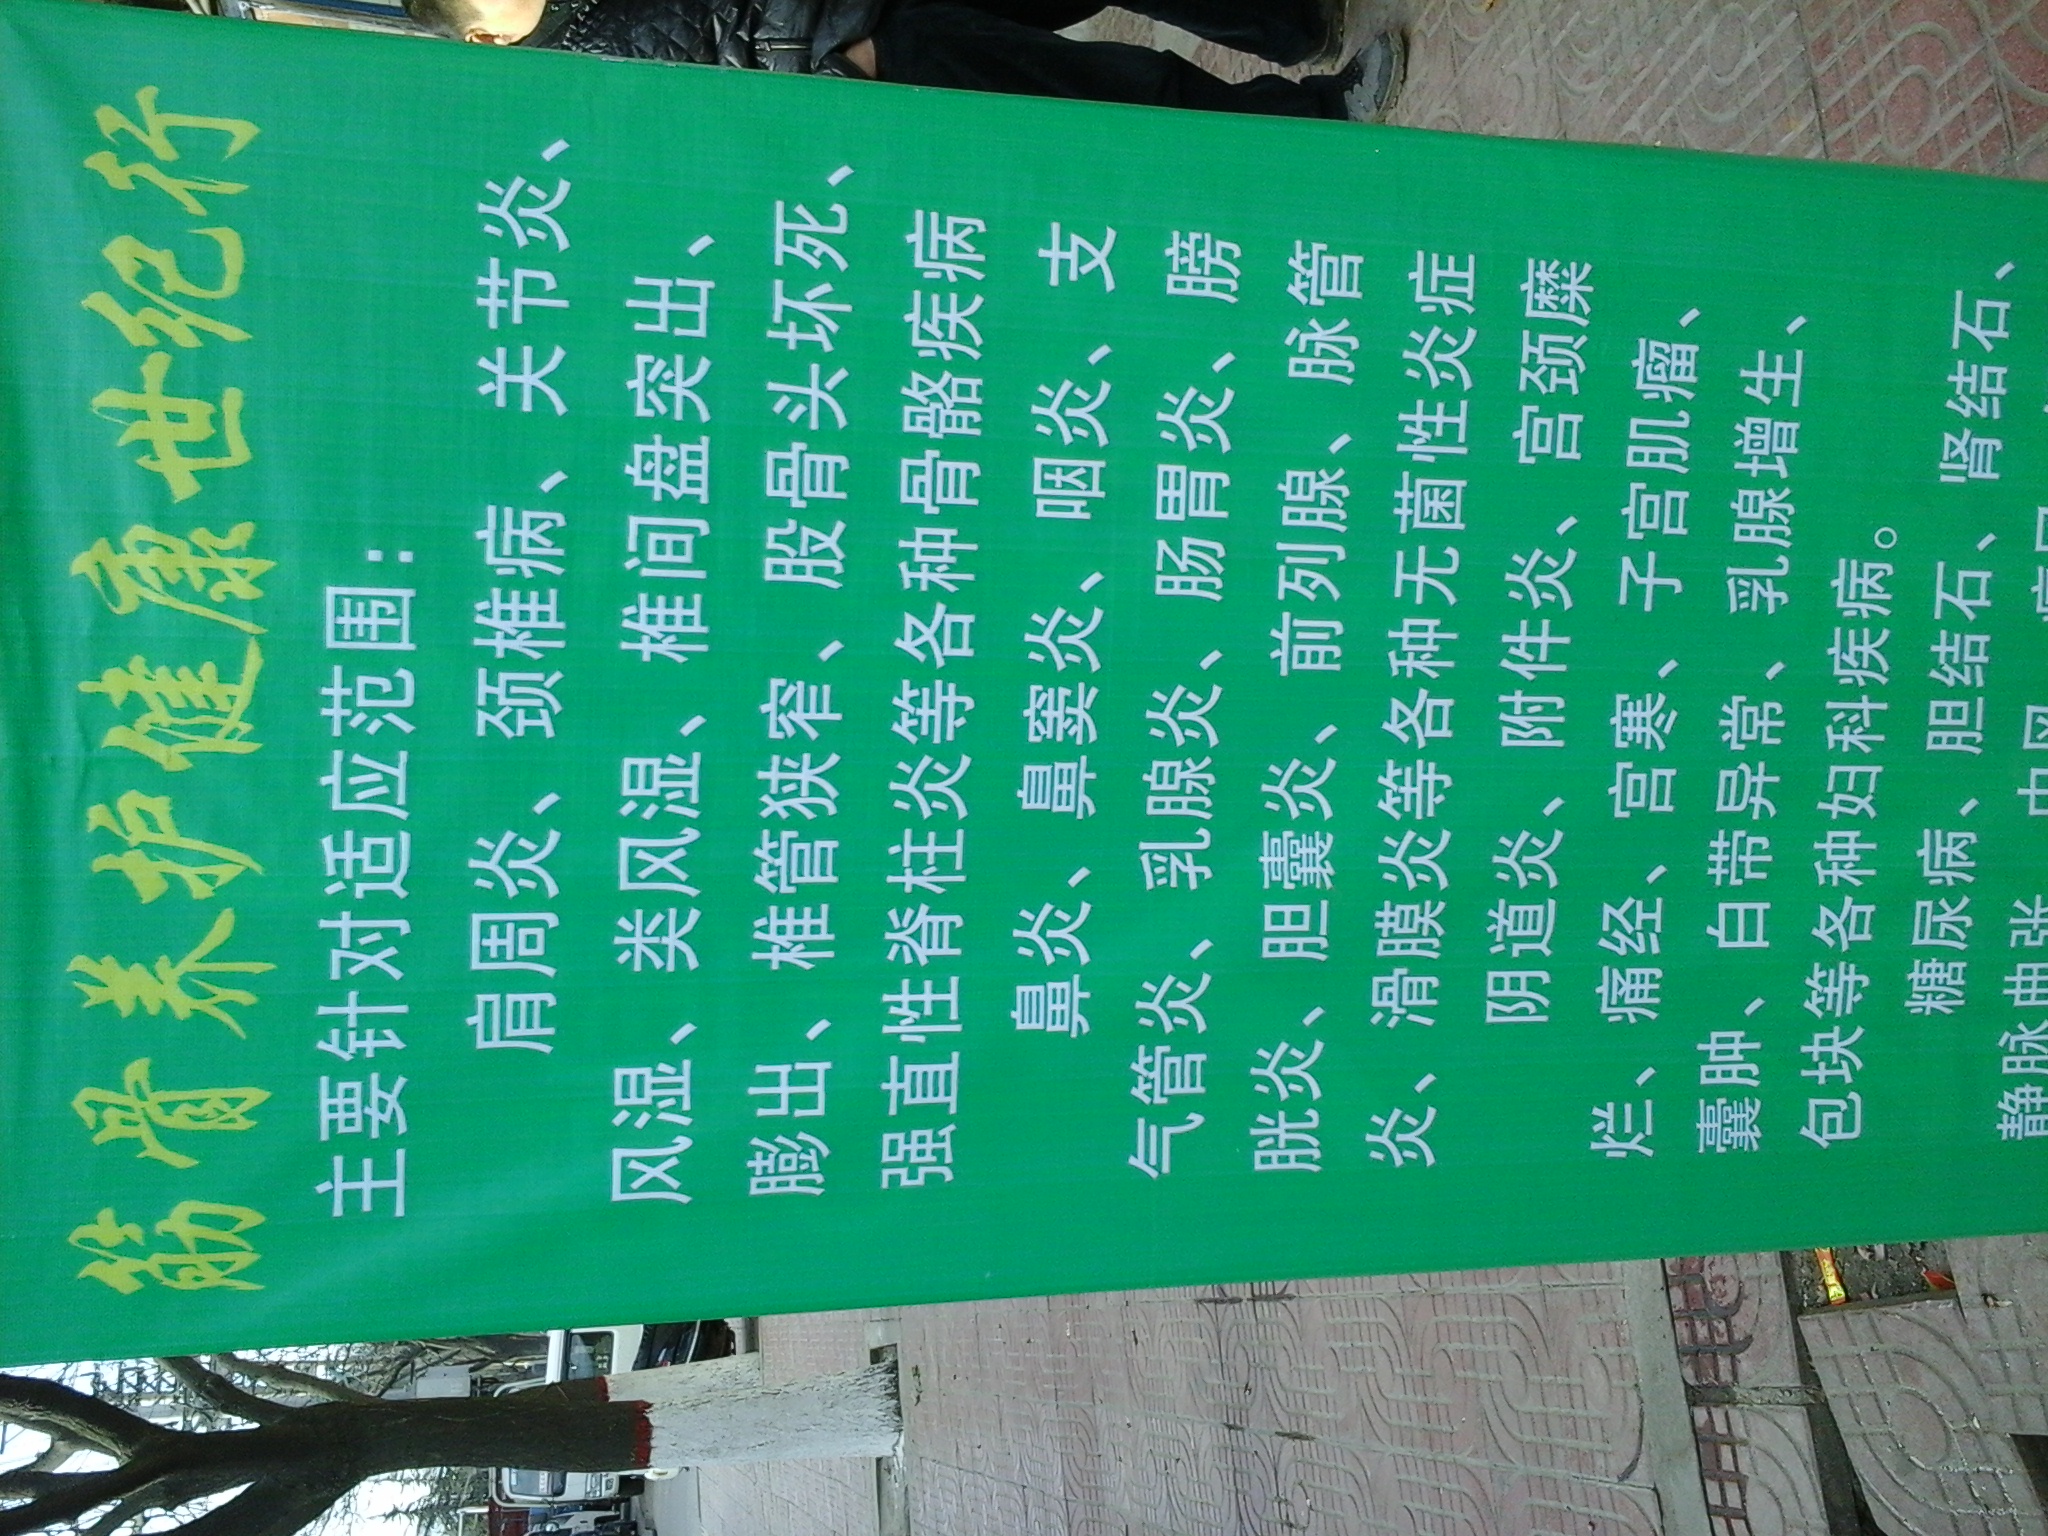 筋骨养护健康世纪行
主要针对适应范围：
肩周炎、颈椎病、关节炎、
风湿、类风湿、椎间盘突出、
膨出、椎管狭窄、股骨头坏死、
强直性脊柱炎等各种骨骼疾病
鼻炎、鼻窦炎、咽炎、支
气管炎、乳腺炎、肠胃炎、膀
胱炎、胆囊炎、前列腺、脉管
炎、滑膜炎等各种无菌性炎症
阴道炎、附件炎、宫颈糜
烂、痛经、宫寒、子宫肌瘤、
囊肿、白带异常、乳腺增生、
包块等各种妇科疾病。
糖尿病、胆结石、肾结石、
静脉曲张